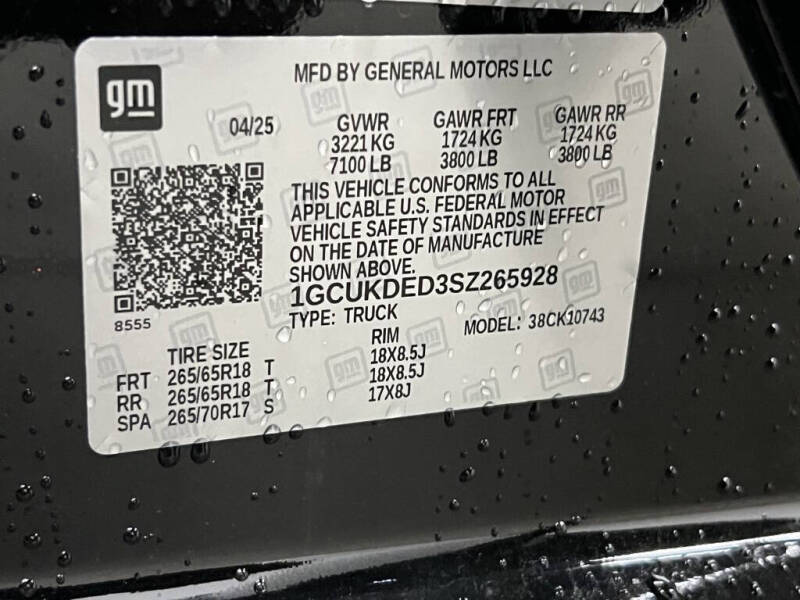 gm
MFD BY GENERAL MOTORS LLC
04/25
GVWR GAWR FRT GAWR RR
3221 KG 1724 KG 1724 KG
7100 LB 3800 LB 3800 LB
THIS VEHICLE CONFORMS TO ALL
APPLICABLE U.S. FEDERAL MOTOR
VEHICLE SAFETY STANDARDS IN EFFECT
ON THE DATE OF MANUFACTURE
SHOWN ABOVE.
1GCUKDED3SZ265928
8555
TYPE: TRUCK
MODEL: 38CK10743
TIRE SIZE RIM
FRT 265/65R18 T 18X8.5J
RR 265/65R18 T 18X8.5J
SPA 265/70R17 S 17X8J